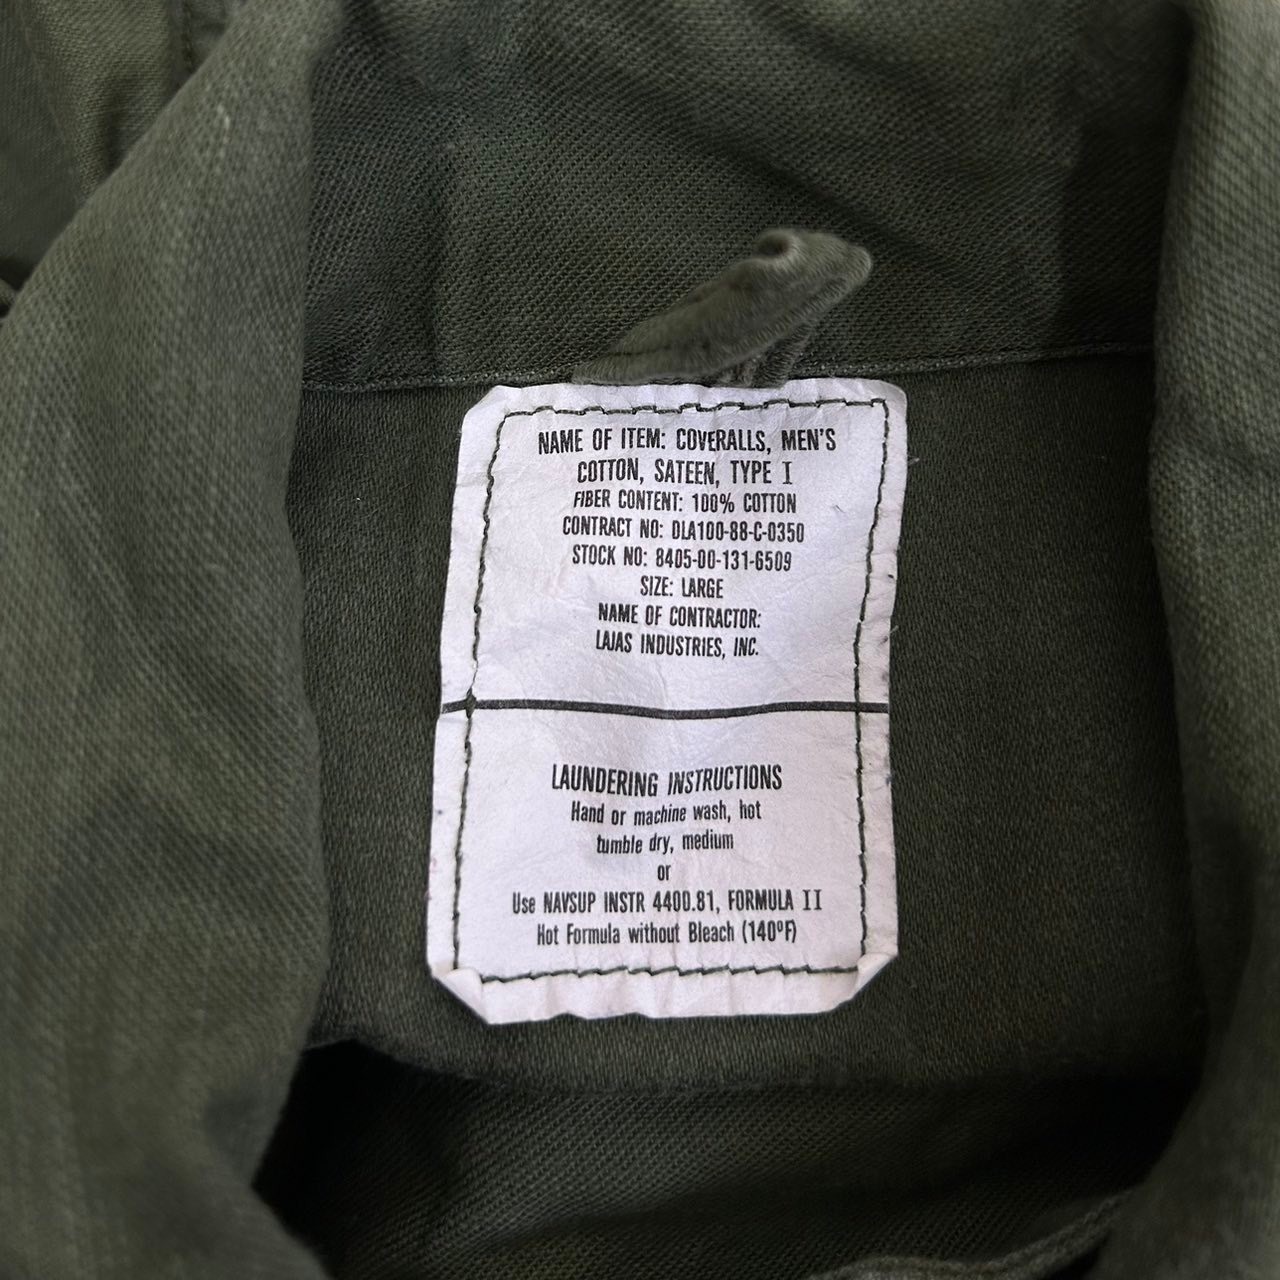 NAME OF ITEM: COVERALLS, MEN'S
COTTON, SATEEN, TYPE I
FIBER CONTENT: 100% COTTON
CONTRACT NO: DLA100-88-C-0350
STOCK NO: 8405-00-131-6509
SIZE: LARGE
NAME OF CONTRACTOR:
LAJAS INDUSTRIES, INC.
LAUNDERING INSTRUCTIONS
Hand or machine wash, hot
tumble dry, medium
or
Use NAVSUP INSTR 4400.81, FORMULA II
Hot Formula without Bleach (140°F)